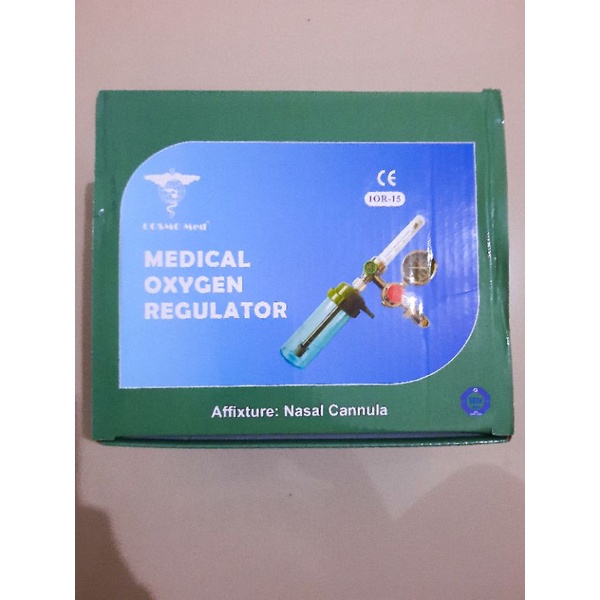 COSMO Med
CE
IOR-15
MEDICAL
OXYGEN
REGULATOR
Affixture: Nasal Cannula